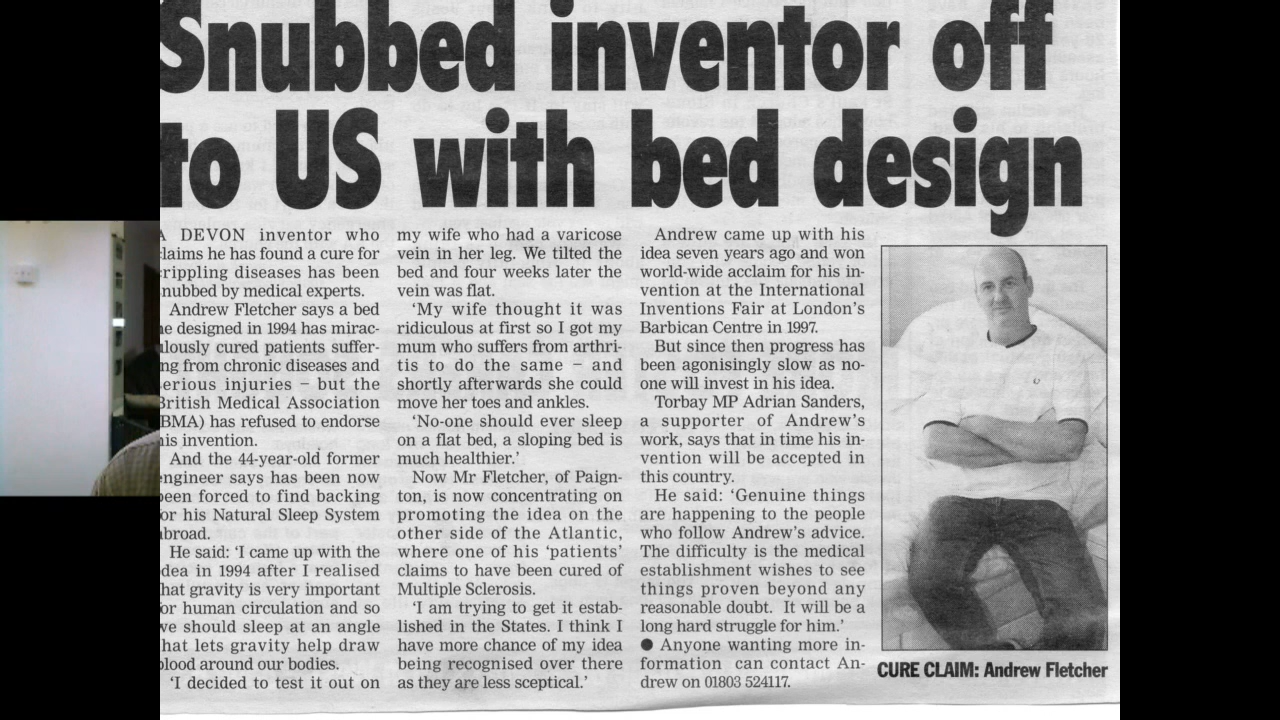 Snubbed inventor off
to US with bed design
A DEVON inventor who
claims he has found a cure for
crippling diseases has been
snubbed by medical experts.
Andrew Fletcher says a bed
he designed in 1994 has mirac-
ulously cured patients suffer-
ing from chronic diseases and
serious injuries – but the
British Medical Association
(BMA) has refused to endorse
his invention.
And the 44-year-old former
engineer says has been now
been forced to find backing
for his Natural Sleep System
abroad.
He said: ‘I came up with the
idea in 1994 after I realised
that gravity is very important
for human circulation and so
we should sleep at an angle
that lets gravity help draw
blood around our bodies.
‘I decided to test it out on
my wife who had a varicose
vein in her leg. We tilted the
bed and four weeks later the
vein was flat.
‘My wife thought it was
ridiculous at first so I got my
mum who suffers from arthri-
tis to do the same – and
shortly afterwards she could
move her toes and ankles.
‘No-one should ever sleep
on a flat bed, a sloping bed is
much healthier.’
Now Mr Fletcher, of Paign-
ton, is now concentrating on
promoting the idea on the
other side of the Atlantic,
where one of his ‘patients’
claims to have been cured of
Multiple Sclerosis.
‘I am trying to get it estab-
lished in the States. I think I
have more chance of my idea
being recognised over there
as they are less sceptical.’
Andrew came up with his
idea seven years ago and won
world-wide acclaim for his in-
vention at the International
Inventions Fair at London’s
Barbican Centre in 1997.
But since then progress has
been agonisingly slow as no-
one will invest in his idea.
Torbay MP Adrian Sanders,
a supporter of Andrew’s
work, says that in time his in-
vention will be accepted in
this country.
He said: ‘Genuine things
are happening to the people
who follow Andrew’s advice.
The difficulty is the medical
establishment wishes to see
things proven beyond any
reasonable doubt. It will be a
long hard struggle for him.’
● Anyone wanting more in-
formation can contact An-
drew on 01803 524117.
CURE CLAIM: Andrew Fletcher